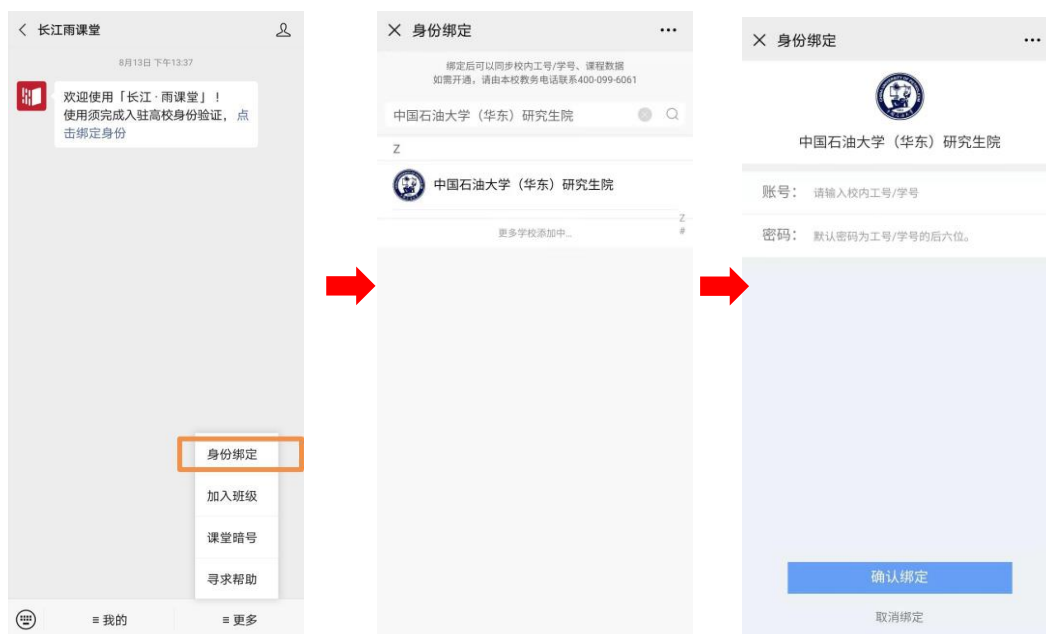 长江雨课堂
8月13日 下午13:37
欢迎使用「长江·雨课堂」!
使用须完成入驻高校身份验证,点
击绑定身份
身份绑定
加入班级
课堂暗号
寻求帮助
≡ 我的
≡ 更多
身份绑定
绑定后可以同步校内工号/学号、课程数据
如需开通,请由本校教务电话联系400-099-6061
中国石油大学(华东)研究生院
Z
中国石油大学(华东)研究生院
Z
#
更多学校添加中...
身份绑定
中国石油大学(华东)研究生院
账号: 请输入校内工号/学号
密码: 默认密码为工号/学号的后六位。
确认绑定
取消绑定